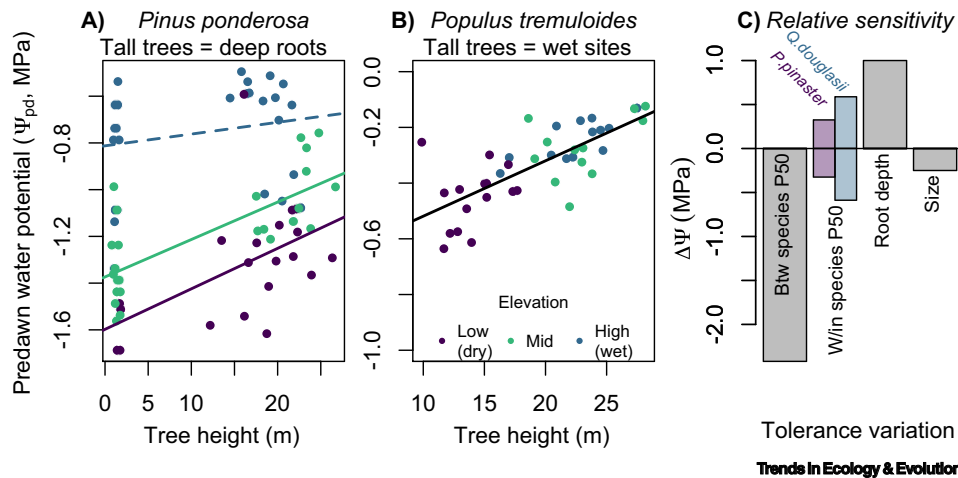 A) Pinus ponderosa
Tall trees = deep roots
B) Populus tremuloides
Tall trees = wet sites
C) Relative sensitivity
Predawn water potential (Ψpd, MPa)
-0.8
-1.2
-1.6
0
5
10
20
Tree height (m)
0.0
-0.2
-0.6
-1.0
10
15
20
25
Tree height (m)
Elevation
Low
(dry)
Mid
High
(wet)
ΔΨ (MPa)
1.0
0.0
-1.0
-2.0
P.pinaster
Q.douglasii
Btw species P50
W/in species P50
Root depth
Size
Tolerance variation
Trends in Ecology & Evolution